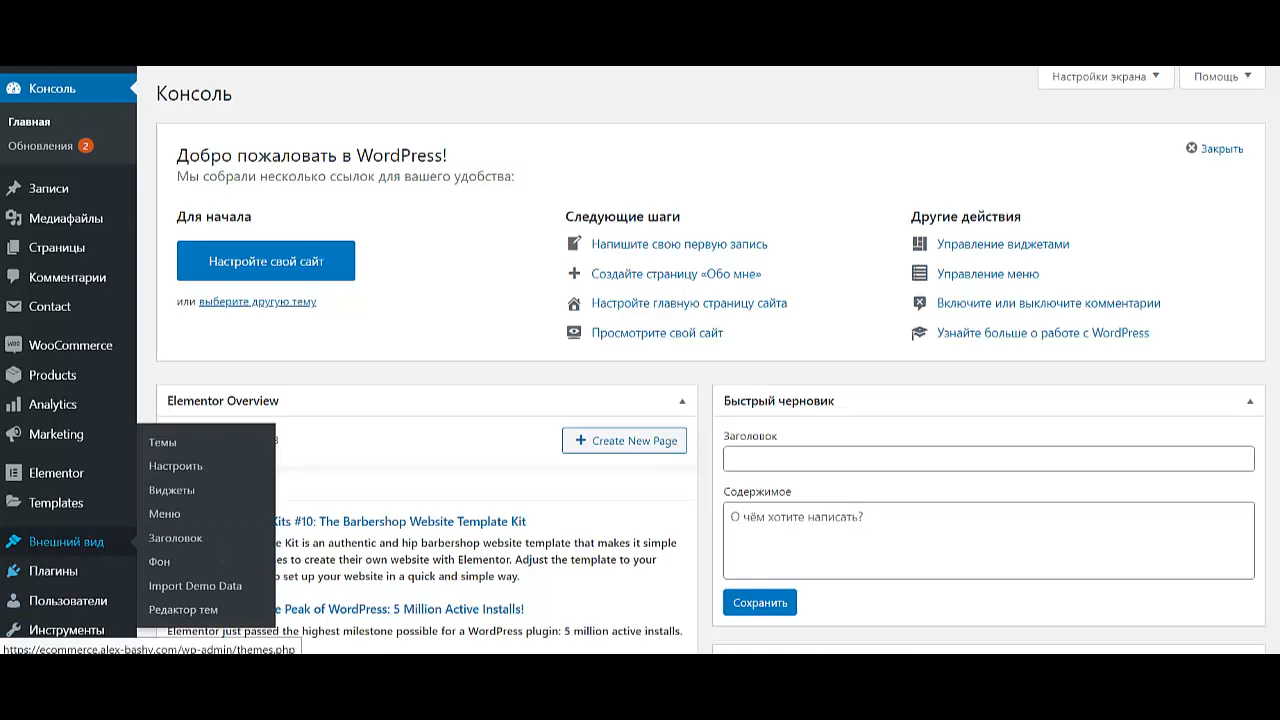 Консоль
Главная
Обновления 2
Записи
Медиафайлы
Страницы
Комментарии
Contact
WooCommerce
Products
Analytics
Marketing
Elementor
Templates
Внешний вид
Плагины
Пользователи
Инструменты
Темы
Настроить
Виджеты
Меню
Заголовок
Фон
Import Demo Data
Редактор тем
Настройки экрана
Помощь
Консоль
Добро пожаловать в WordPress!
Мы собрали несколько ссылок для вашего удобства:
Закрыть
Для начала
Настройте свой сайт
или выберите другую тему
Следующие шаги
Напишите свою первую запись
Создайте страницу «Обо мне»
Настройте главную страницу сайта
Просмотрите свой сайт
Другие действия
Управление виджетами
Управление меню
Включите или выключите комментарии
Узнайте больше о работе с WordPress
Elementor Overview
Create New Page
Kits #10: The Barbershop Website Template Kit
Kit is an authentic and hip barbershop website template that makes it simple
es to create their own website with Elementor. Adjust the template to your
o set up your website in a quick and simple way.
e Peak of WordPress: 5 Million Active Installs!
Elementor just passed the highest milestone possible for a WordPress plugin: 5 million active installs.
Быстрый черновик
Заголовок
Содержимое
О чём хотите написать?
Сохранить
https://ecommerce.alex-bashy.com/wp-admin/themes.php